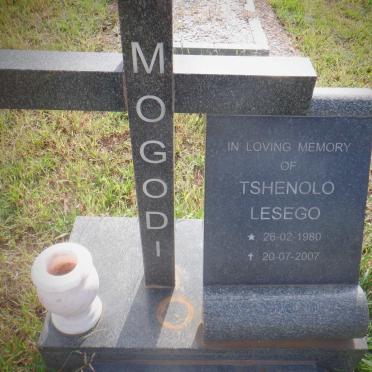 MOGODI
IN LOVING MEMORY
OF
TSHENOLO
LESEGO
★ 26-02-1980
✝ 20-07-2007